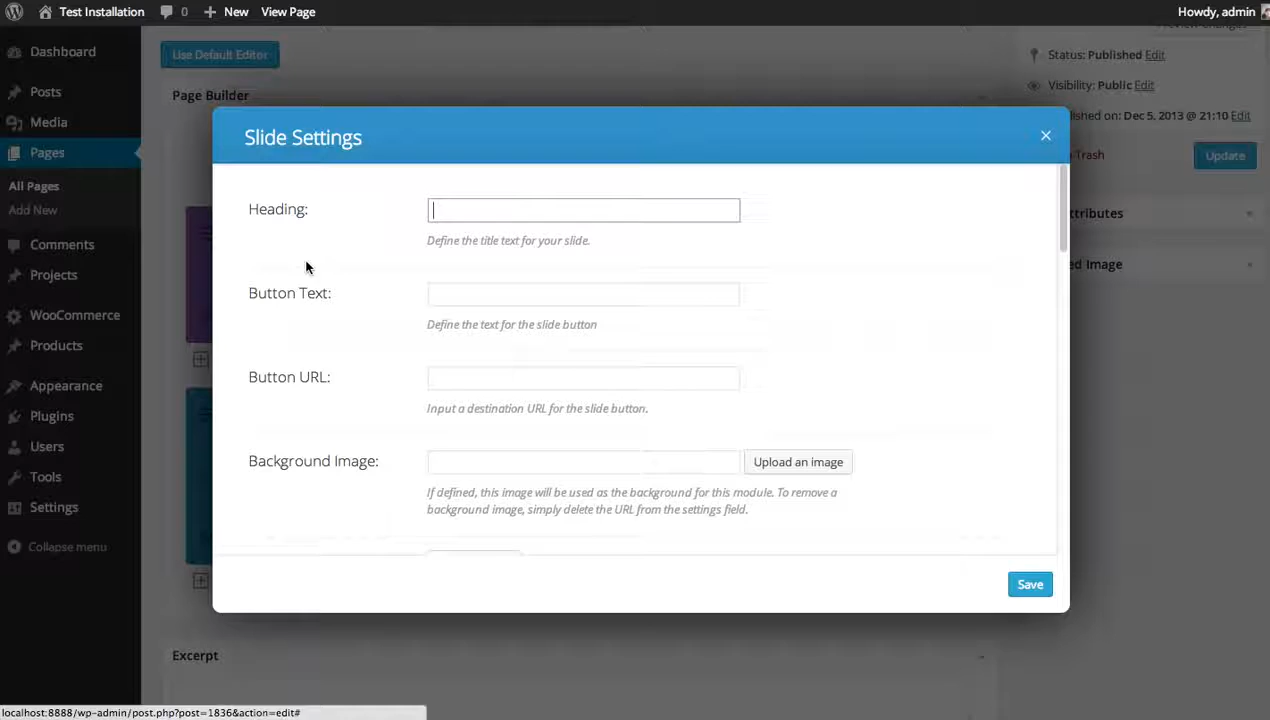 Test Installation 0 New View Page Howdy, admin
Dashboard
Posts
Media
Pages
All Pages
Add New
Comments
Projects
WooCommerce
Products
Appearance
Plugins
Users
Tools
Settings
Collapse menu
Use Default Editor
Page Builder
Slide Settings
Heading:
Define the title text for your slide.
Button Text:
Define the text for the slide button
Button URL:
Input a destination URL for the slide button.
Background Image:
Upload an image
If defined, this image will be used as the background for this module. To remove a
background image, simply delete the URL from the settings field.
Save
Excerpt
Status: Published Edit
Visibility: Public Edit
on: Dec 5, 2013 @ 21:10 Edit
Trash
Update
localhost:8888/wp-admin/post.php?post=1836&action=edit#